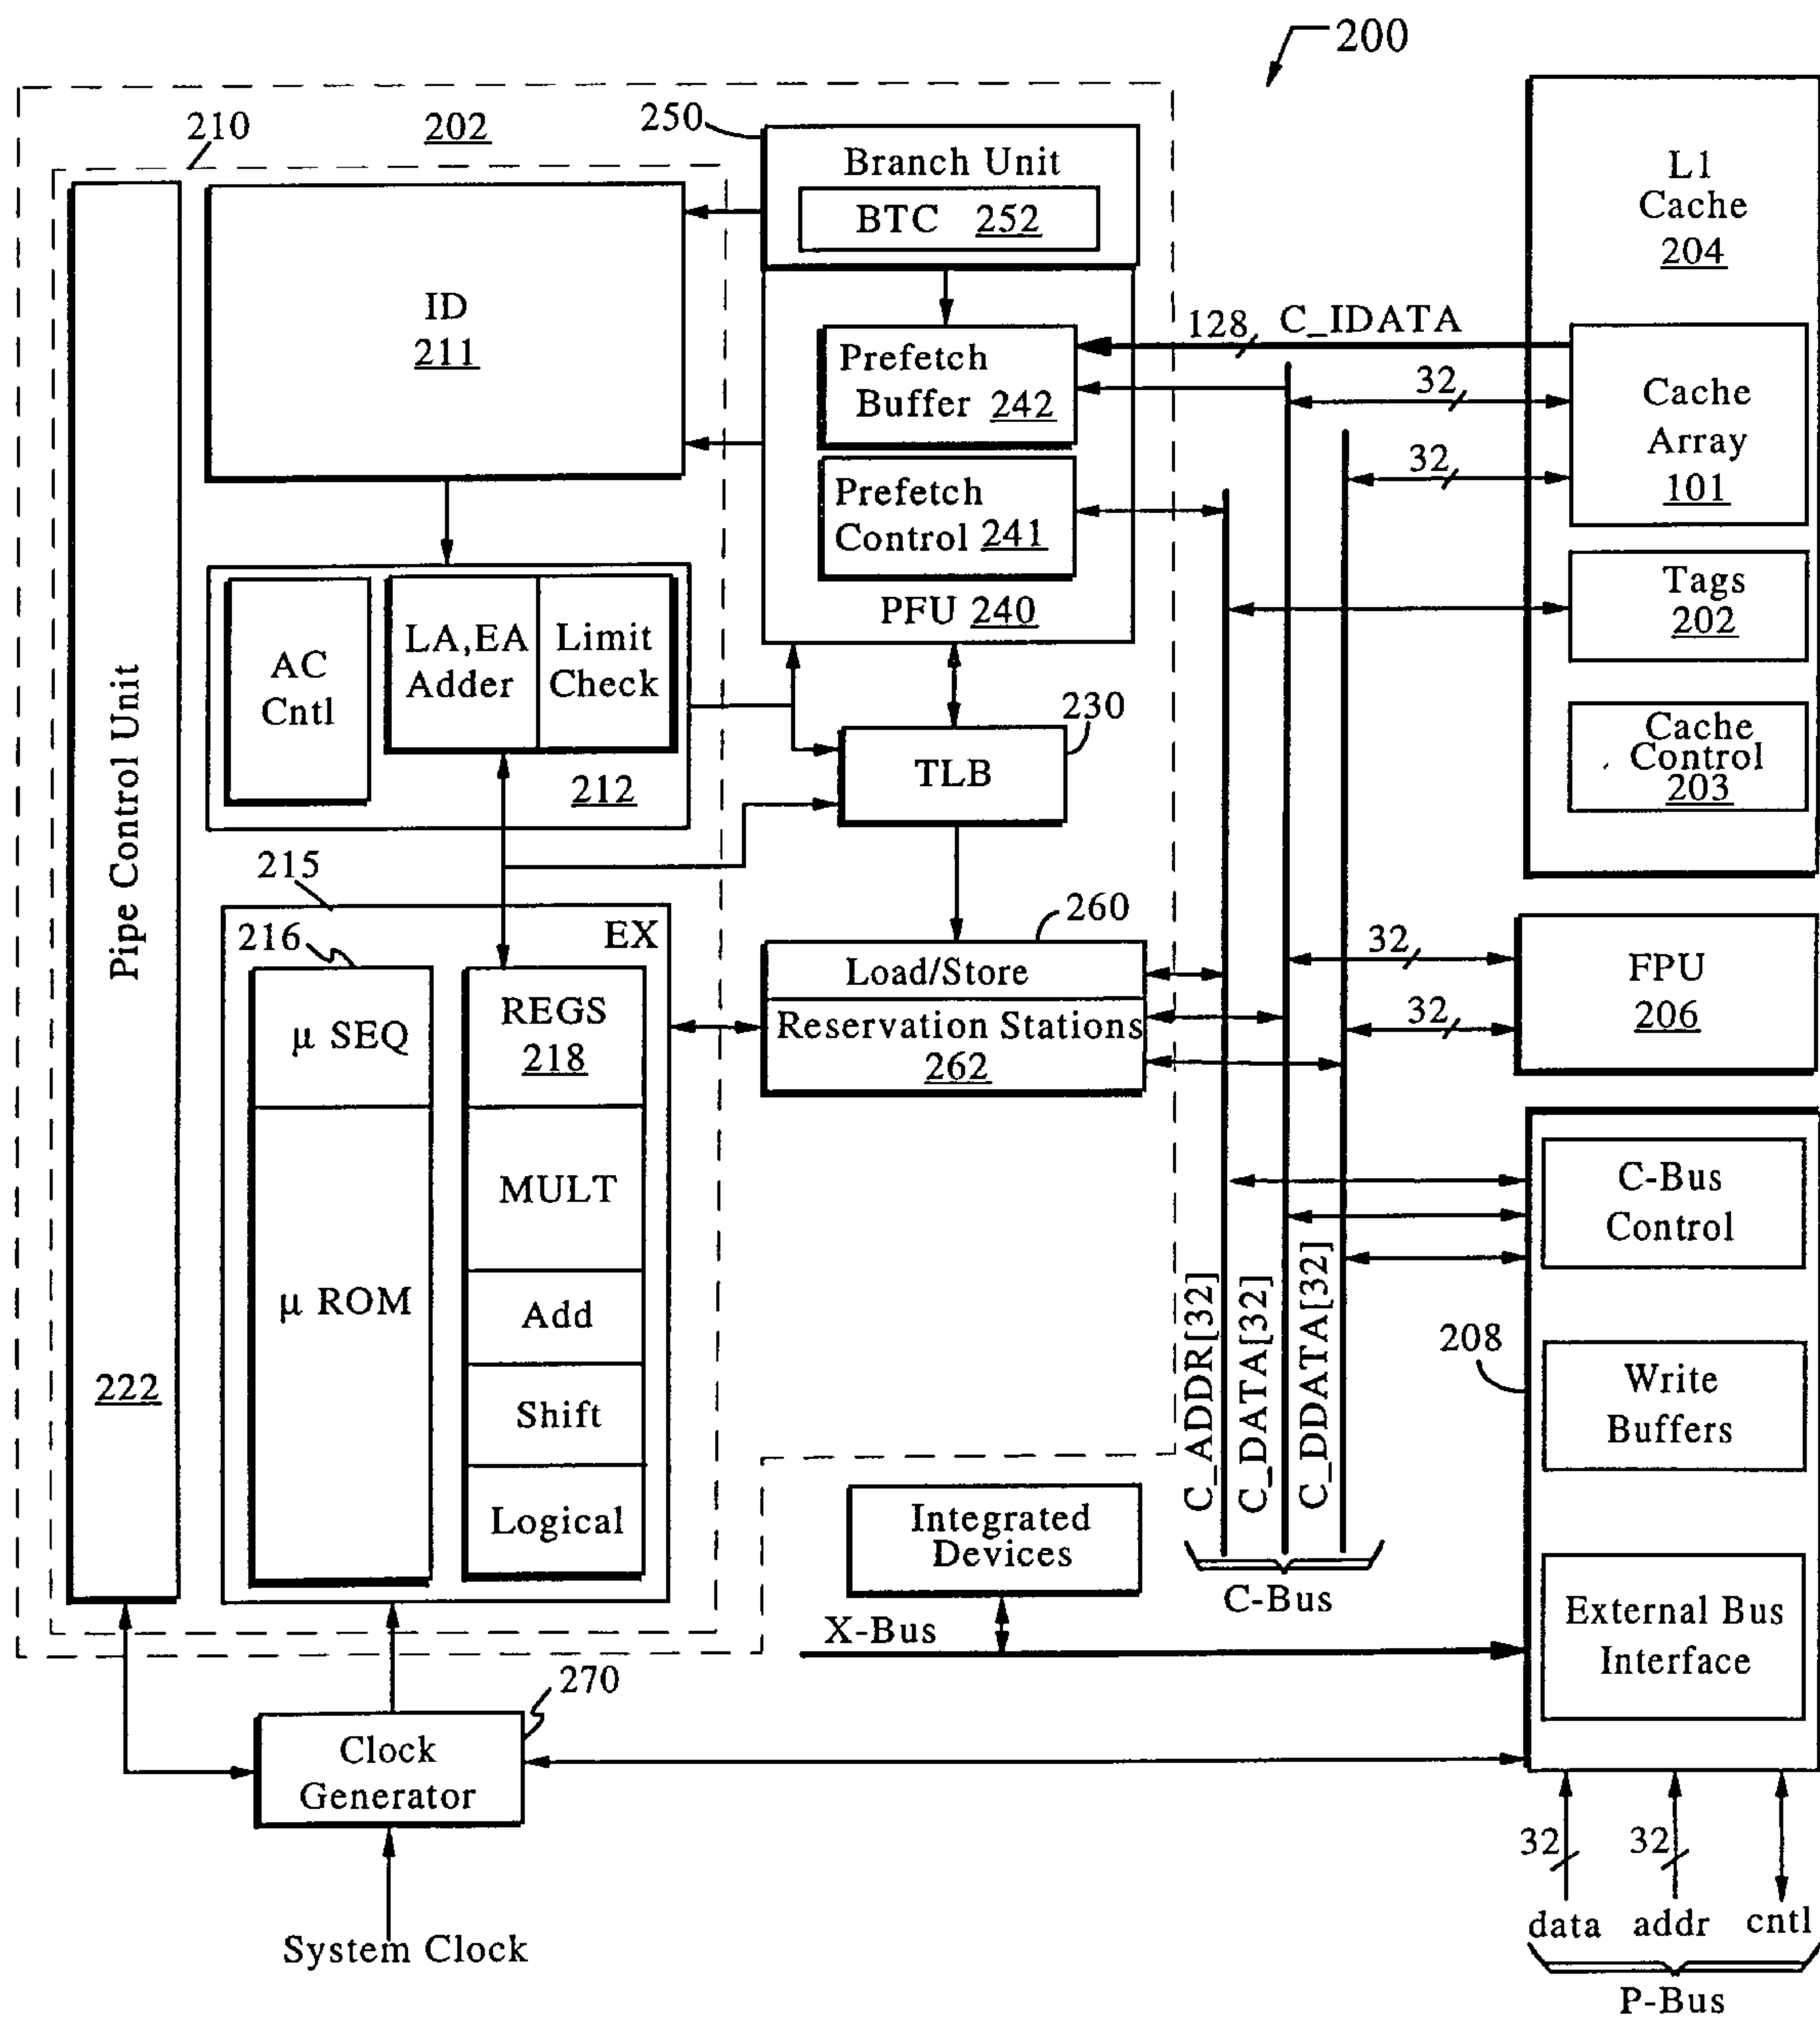 200
210
202
250
Branch Unit
BTC 252
ID
211
Prefetch
Buffer 242
Prefetch
Control 241
PFU 240
128 C_IDATA
32
32
L1
Cache
204
Cache
Array
101
Tags
202
Cache
Control
203
AC
Cntl
LA,EA
Adder
Limit
Check
212
230
TLB
Pipe Control Unit
222
215
216
EX
μ SEQ
μ ROM
REGS
218
MULT
Add
Shift
Logical
260
Load/Store
Reservation Stations
262
32
32
FPU
206
C_ADDR[32]
C_DATA[32]
C_DDATA[32]
C-Bus
208
C-Bus
Control
Write
Buffers
External Bus
Interface
Integrated
Devices
X-Bus
270
Clock
Generator
System Clock
32
32
data addr cntl
P-Bus